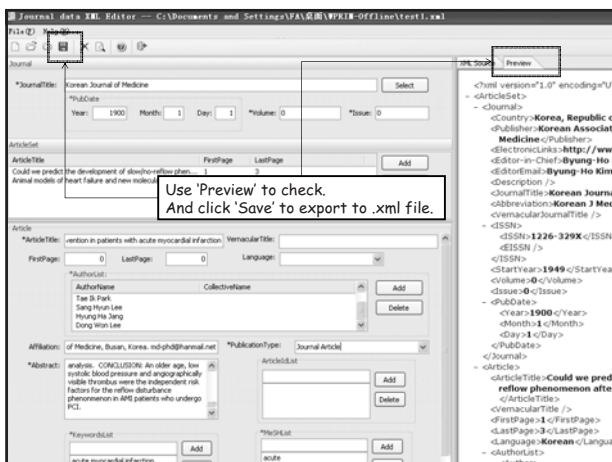 Journal data XML Editor -- C:\Documents and Settings\FA\桌面\WPRIM-Offline\test1.xml
File(F) Help(H)
Journal
*JournalTitle: Korean Journal of Medicine Select
*PubDate
Year: 1900 Month: 1 Day: 1 *Volume: 0 *Issue: 0
ArticleSet
ArticleTitle FirstPage LastPage
Could we predict the development of slow/no-reflow phen... 1 3 Add
Animal models of heart failure and new molecul
Use 'Preview' to check.
And click 'Save' to export to .xml file.
Article
*ArticleTitle: vention in patients with acute myocardial infarction VernacularTitle:
FirstPage: 0 LastPage: 0 Language:
*AuthorList:
AuthorName CollectiveName Add
Tae Ik Park
Sang Hyun Lee Delete
Hyung Ha Jang
Dong Won Lee
Affiliation: of Medicine, Busan, Korea. md-phd@hanmail.net *PublicationType: Journal Article
*Abstract: analysis. CONCLUSION: An older age, low
systolic blood pressure and angiographically
visible thrombus were the independent risk
factors for the reflow disturbance
phenonmenon in AMI patients who undergo
PCI.
ArticleIdList
Add
Delete
*KeywordsList
Add
acute myocardial infarction
*MeSHList
Add
acute
XML Source Preview
<?xml version="1.0" encoding="U
- <ArticleSet>
- <Journal>
<Country>Korea, Republic o
<Publisher>Korean Associat
Medicine</Publisher>
<ElectronicLinks>http://ww
<Editor-in-Chief>Byung-Ho
<EditorEmail>Byung-Ho Kim
<Description />
<JournalTitle>Korean Journa
<Abbreviation>Korean J Med
<VernacularJournalTitle />
- <ISSN>
<ISSN>1226-329X</ISSN
<EISSN />
</ISSN>
<StartYear>1949</StartYea
<Volume>0</Volume>
<Issue>0</Issue>
- <PubDate>
<Year>1900</Year>
<Month>1</Month>
<Day>1</Day>
</PubDate>
</Journal>
- <Article>
<ArticleTitle>Could we pred
reflow phenomenon afte
</ArticleTitle>
<VernacularTitle />
<FirstPage>1</FirstPage>
<LastPage>3</LastPage>
<Language>Korean</Langua
- <AuthorList>